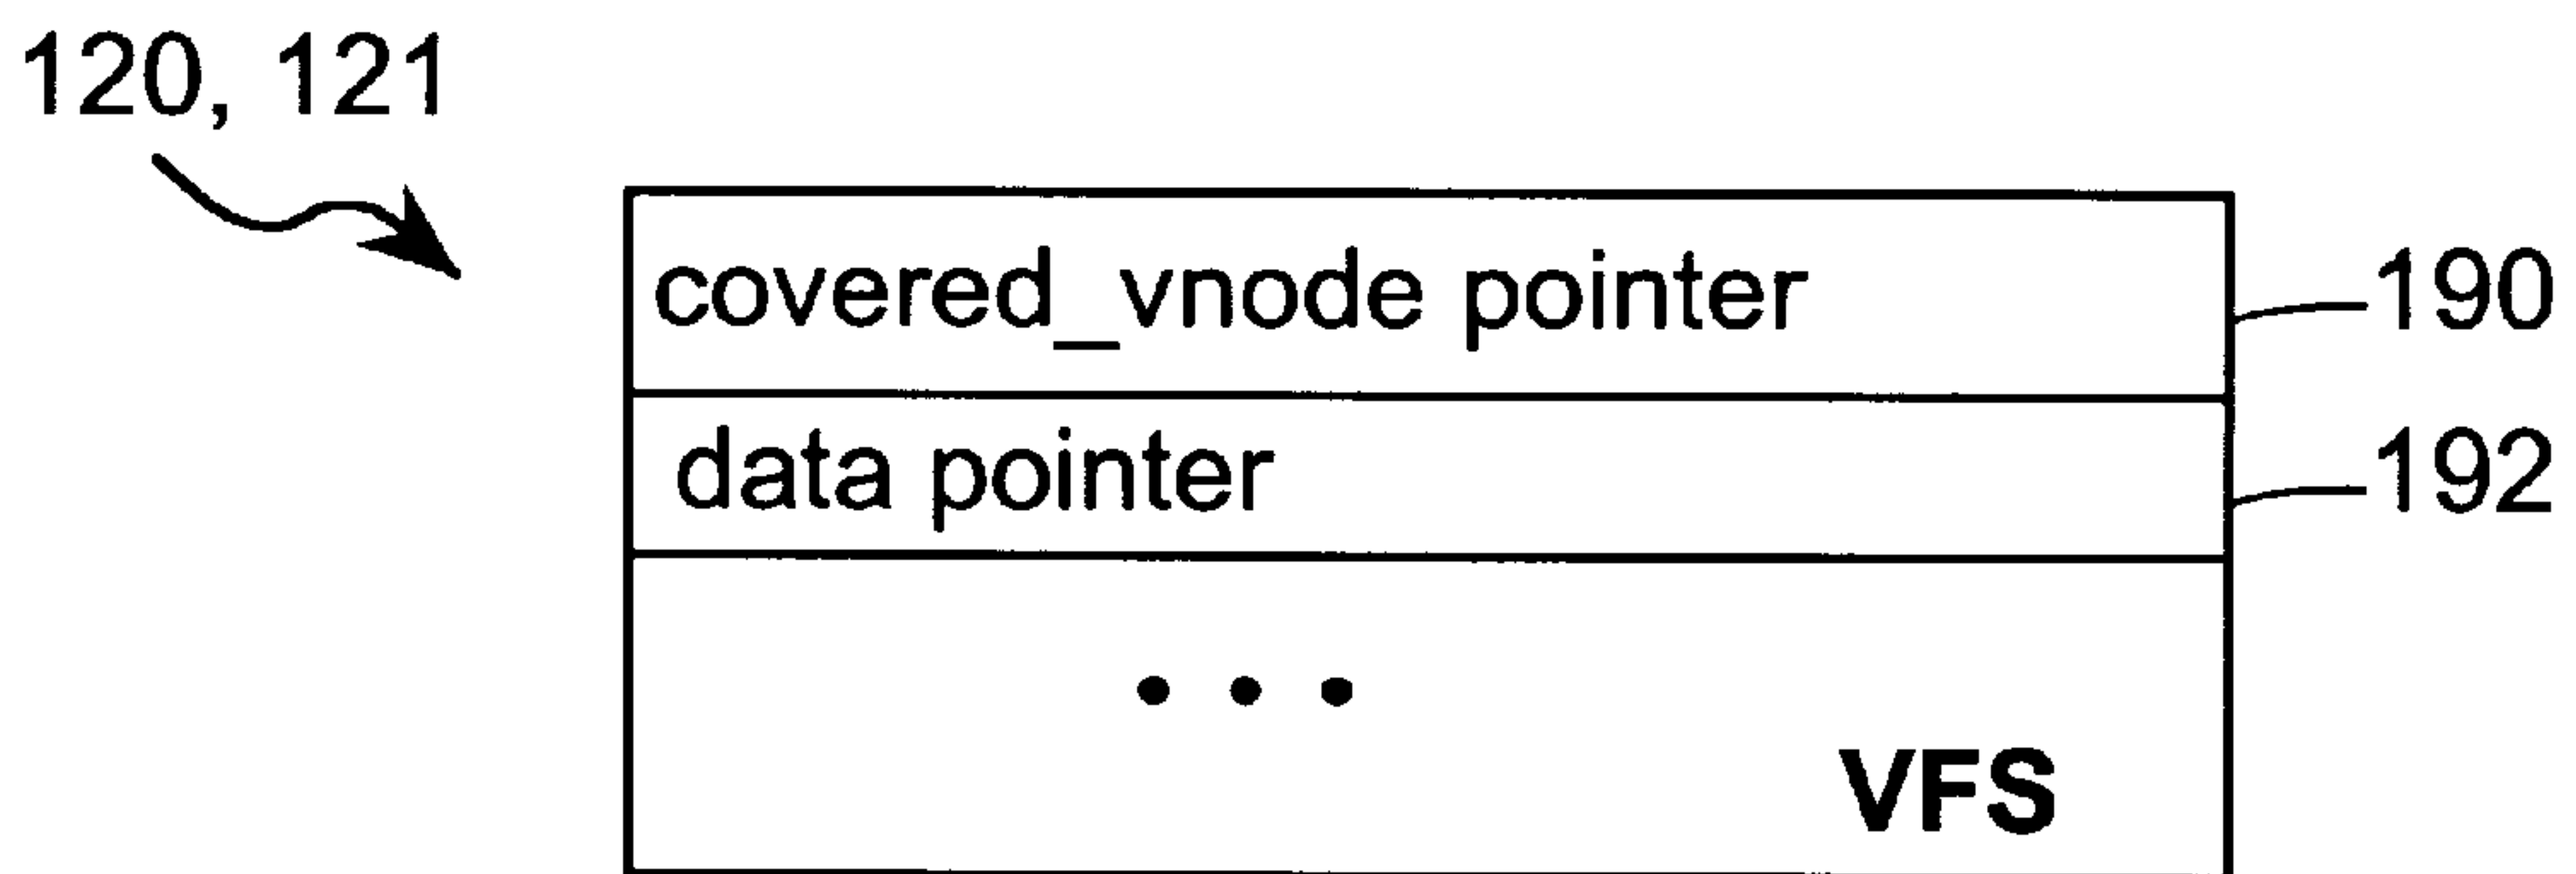 120, 121
covered_vnode pointer
190
data pointer
192
• • •
VFS